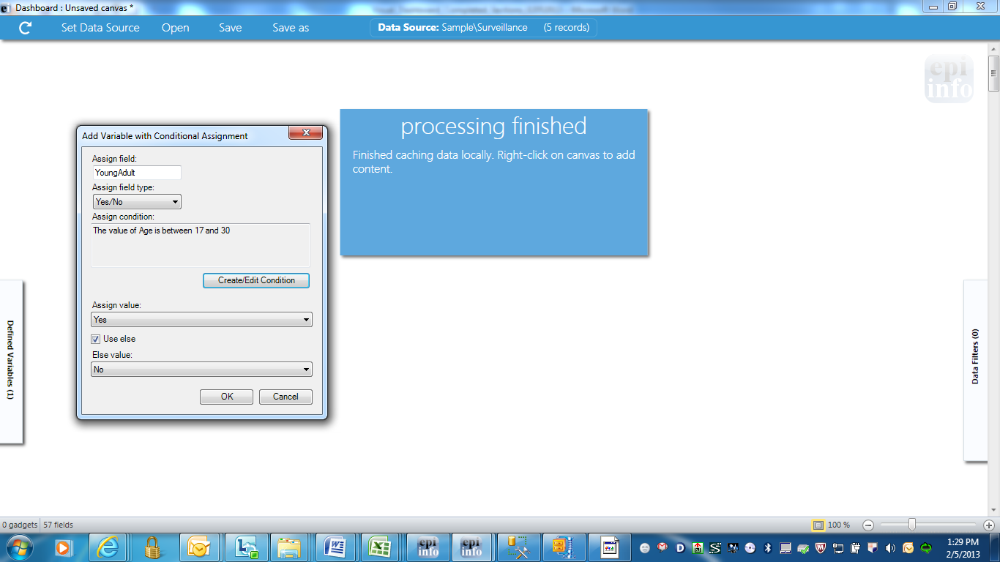 Dashboard : Unsaved canvas *
Set Data Source Open Save Save as Data Source: Sample\Surveillance (5 records)
epi
info
processing finished
Finished caching data locally. Right-click on canvas to add
content.
Add Variable with Conditional Assignment
Assign field:
YoungAdult
Assign field type:
Yes/No
Assign condition:
The value of Age is between 17 and 30
Create/Edit Condition
Assign value:
Yes
Use else
Else value:
No
OK Cancel
Defined Variables (1)
Data Filters (0)
0 gadgets 57 fields 100 %
epi
info
epi
info
1:29 PM
2/5/2013